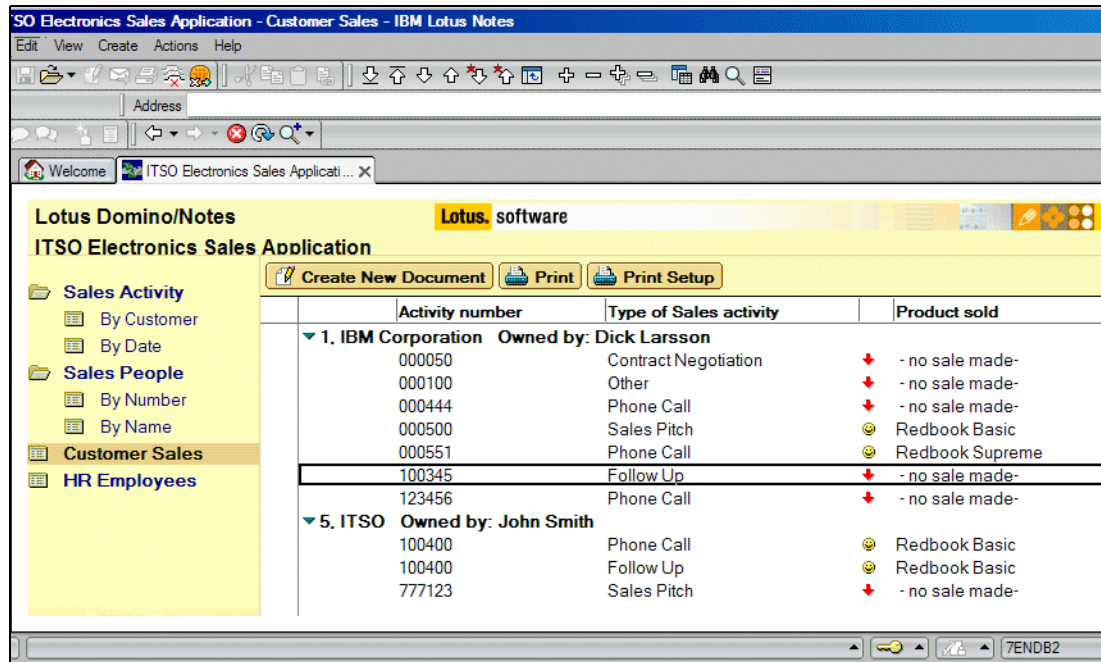 SO Electronics Sales Application - Customer Sales - IBM Lotus Notes
Edit View Create Actions Help
Address
Welcome ITSO Electronics Sales Applicati...
Lotus Domino/Notes Lotus. software
ITSO Electronics Sales Application
Create New Document Print Print Setup
Sales Activity
By Customer
By Date
Sales People
By Number
By Name
Customer Sales
HR Employees
Activity number Type of Sales activity Product sold
1. IBM Corporation Owned by: Dick Larsson
000050 Contract Negotiation - no sale made-
000100 Other - no sale made-
000444 Phone Call - no sale made-
000500 Sales Pitch Redbook Basic
000551 Phone Call Redbook Supreme
100345 Follow Up - no sale made-
123456 Phone Call - no sale made-
5. ITSO Owned by: John Smith
100400 Phone Call Redbook Basic
100400 Follow Up Redbook Basic
777123 Sales Pitch - no sale made-
7ENDB2